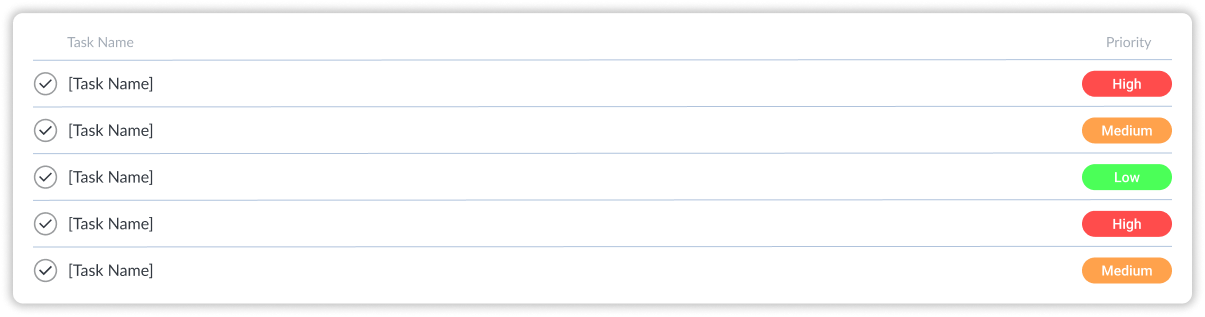 Task Name Priority
[Task Name] High
[Task Name] Medium
[Task Name] Low
[Task Name] High
[Task Name] Medium